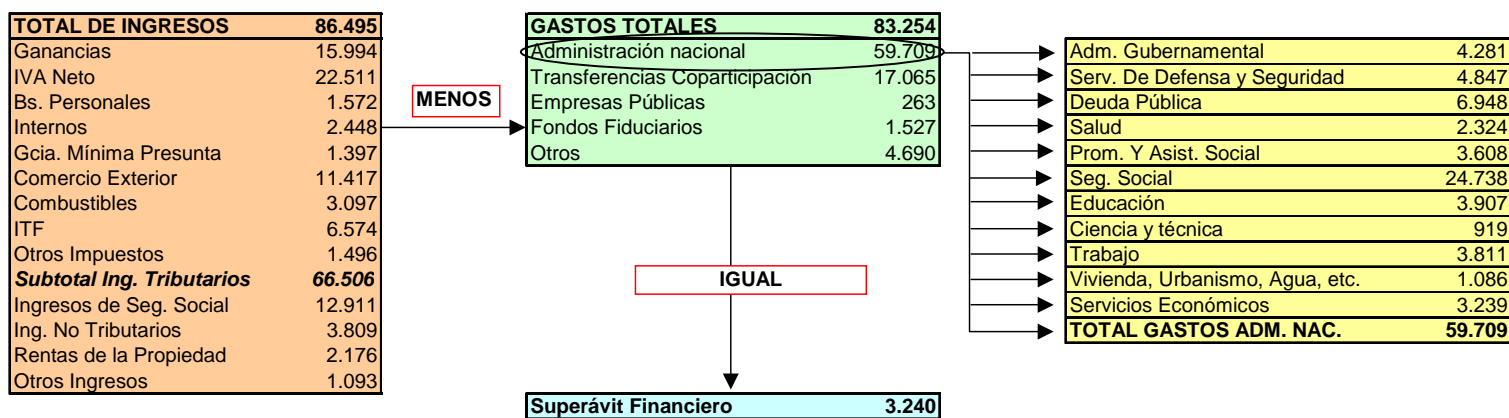 TOTAL DE INGRESOS 86.495
Ganancias 15.994
IVA Neto 22.511
Bs. Personales 1.572
Internos 2.448
Gcia. Mínima Presunta 1.397
Comercio Exterior 11.417
Combustibles 3.097
ITF 6.574
Otros Impuestos 1.496
Subtotal Ing. Tributarios 66.506
Ingresos de Seg. Social 12.911
Ing. No Tributarios 3.809
Rentas de la Propiedad 2.176
Otros Ingresos 1.093
MENOS
GASTOS TOTALES 83.254
Administración nacional 59.709
Transferencias Coparticipación 17.065
Empresas Públicas 263
Fondos Fiduciarios 1.527
Otros 4.690
IGUAL
Superávit Financiero 3.240
Adm. Gubernamental 4.281
Serv. De Defensa y Seguridad 4.847
Deuda Pública 6.948
Salud 2.324
Prom. Y Asist. Social 3.608
Seg. Social 24.738
Educación 3.907
Ciencia y técnica 919
Trabajo 3.811
Vivienda, Urbanismo, Agua, etc. 1.086
Servicios Económicos 3.239
TOTAL GASTOS ADM. NAC. 59.709